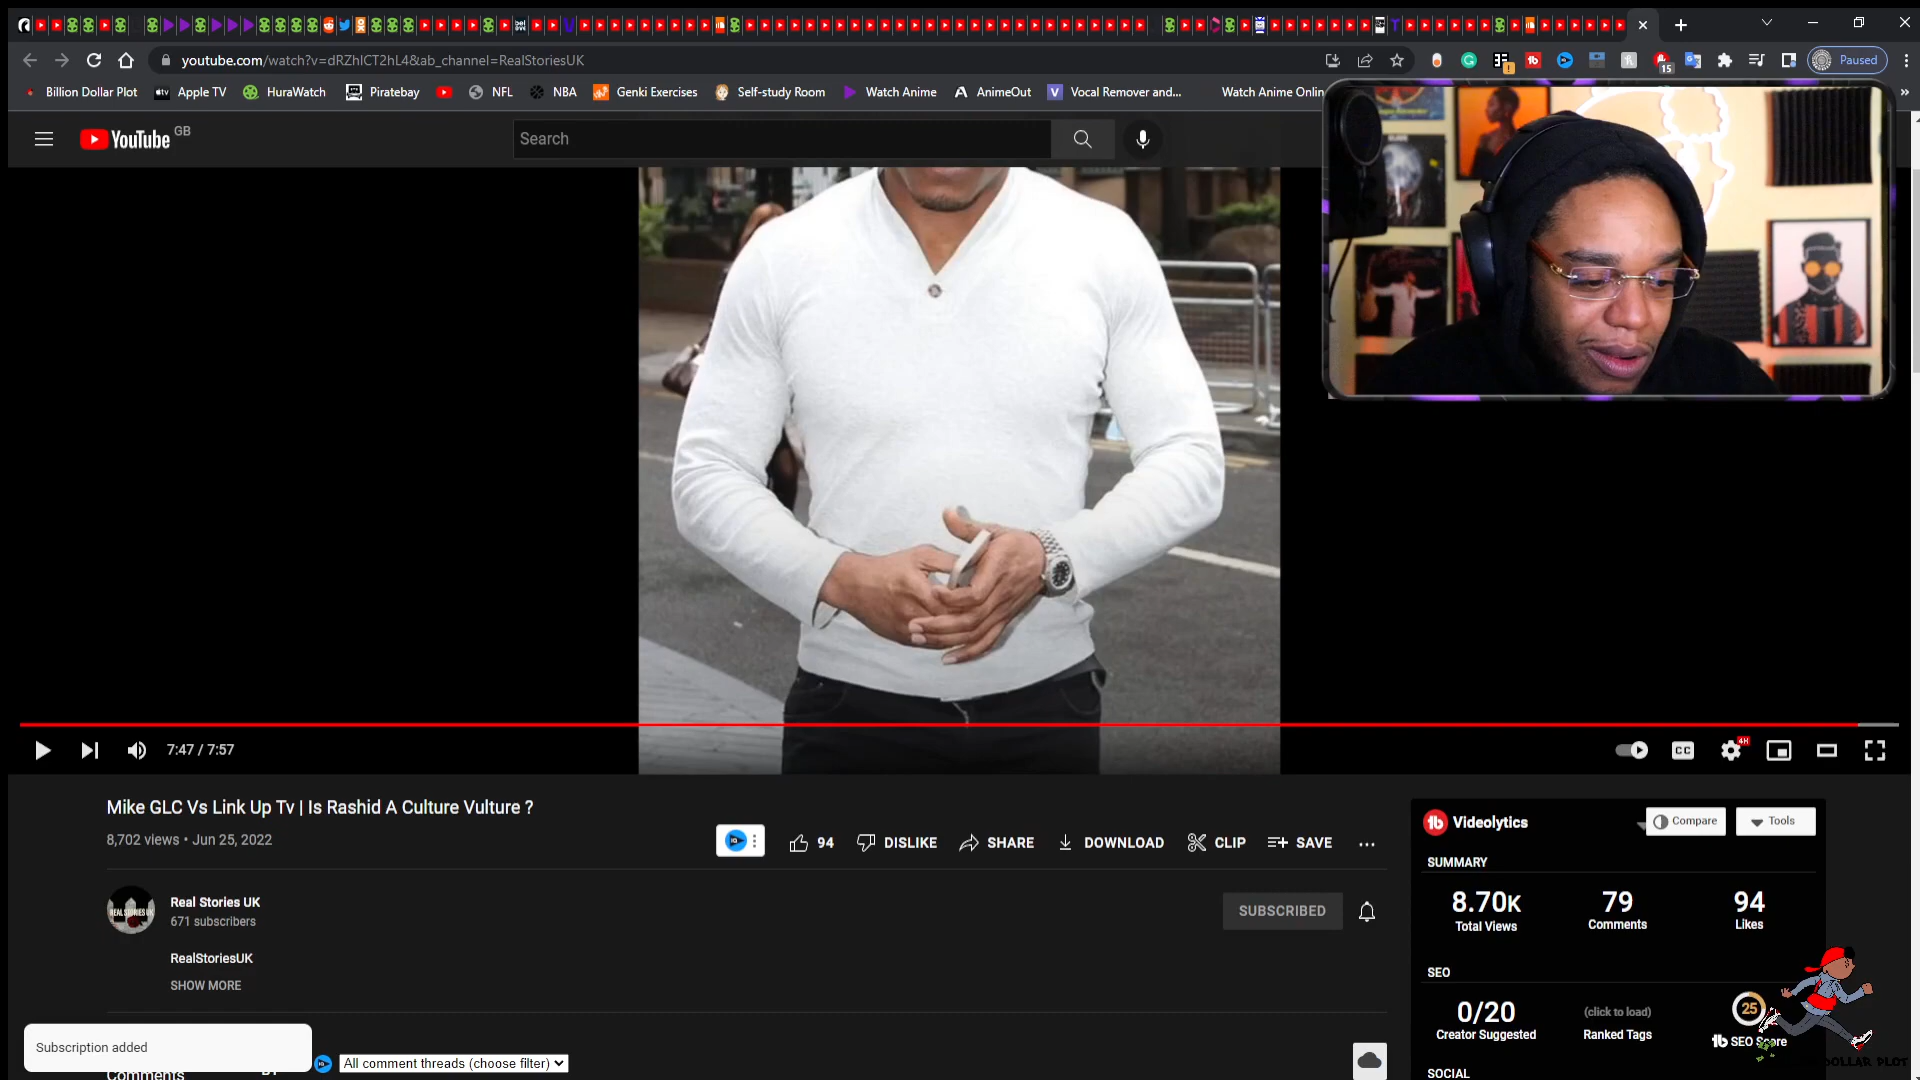 youtube.com/watch?v=dRZhlCT2hL4&ab_channel=RealStoriesUK
15
Paused
Billion Dollar Plot
Apple TV
HuraWatch
Piratebay
NFL
NBA
Genki Exercises
Self-study Room
Watch Anime
AnimeOut
Vocal Remover and...
Watch Anime Onlin
YouTube GB
Search
7:47 / 7:57
CC
Mike GLC Vs Link Up Tv | Is Rashid A Culture Vulture ?
8,702 views • Jun 25, 2022
94
DISLIKE
SHARE
DOWNLOAD
CLIP
SAVE
Real Stories UK
671 subscribers
SUBSCRIBED
RealStoriesUK
SHOW MORE
Subscription added
All comment threads (choose filter)
Comments
Videolytics
Compare
Tools
SUMMARY
8.70K
79
94
Total Views
Comments
Likes
SEO
0/20
(click to load)
25
Creator Suggested
Ranked Tags
SEO Score
SOCIAL